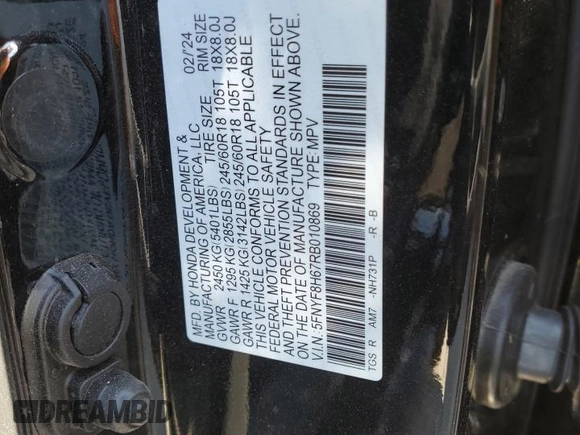 MFD. BY HONDA DEVELOPMENT & 02/'24
MANUFACTURING OF AMERICA, LLC
TIRE SIZE RIM SIZE
GVWR 2450 KG(5401LBS)
GAWR F 1295 KG(2855LBS) 245/60R18 105T 18X8.0J
GAWR R 1425 KG(3142LBS) 245/60R18 105T 18X8.0J
THIS VEHICLE CONFORMS TO ALL APPLICABLE
FEDERAL MOTOR VEHICLE SAFETY
AND THEFT PREVENTION STANDARDS IN EFFECT
ON THE DATE OF MANUFACTURE SHOWN ABOVE.
V.I.N.: 5FNYF8H67RB010869 TYPE: MPV
TGS R AM7 -NH731P -R -B
DREAMBID